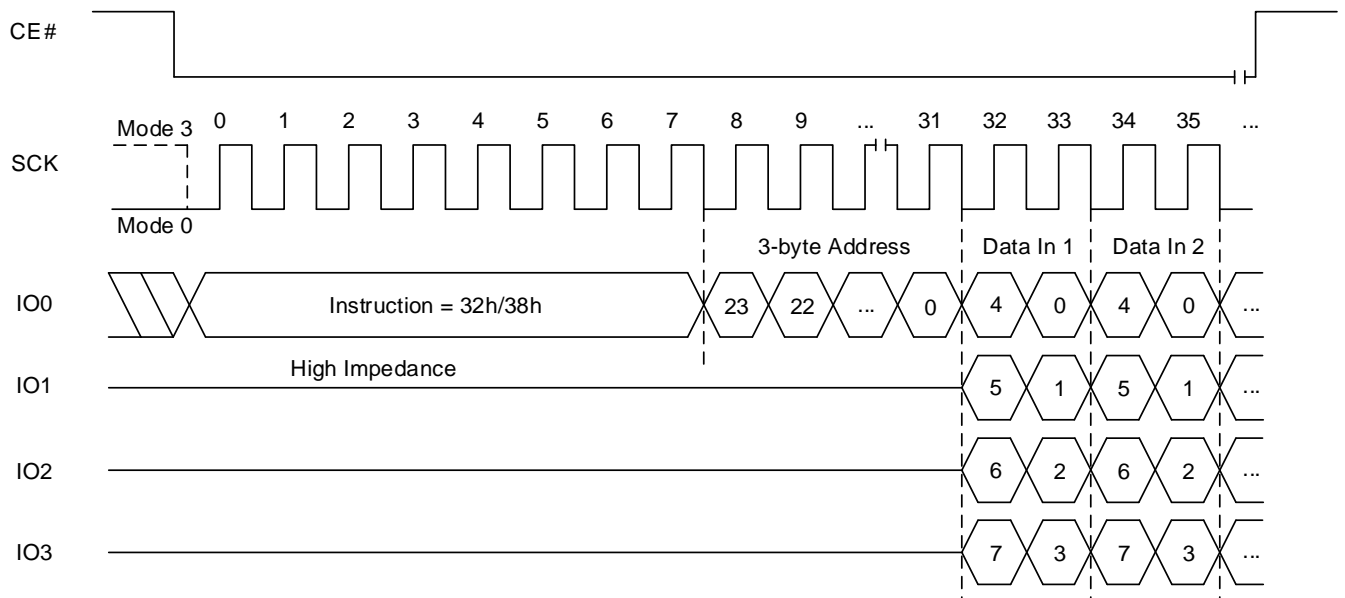 CE#
Mode 3 0 1 2 3 4 5 6 7 8 9 ... 31 32 33 34 35 ...
SCK
Mode 0
3-byte Address Data In 1 Data In 2
IO0 Instruction = 32h/38h 23 22 ... 0 4 0 4 0 ...
High Impedance
IO1 5 1 5 1 ...
IO2 6 2 6 2 ...
IO3 7 3 7 3 ...